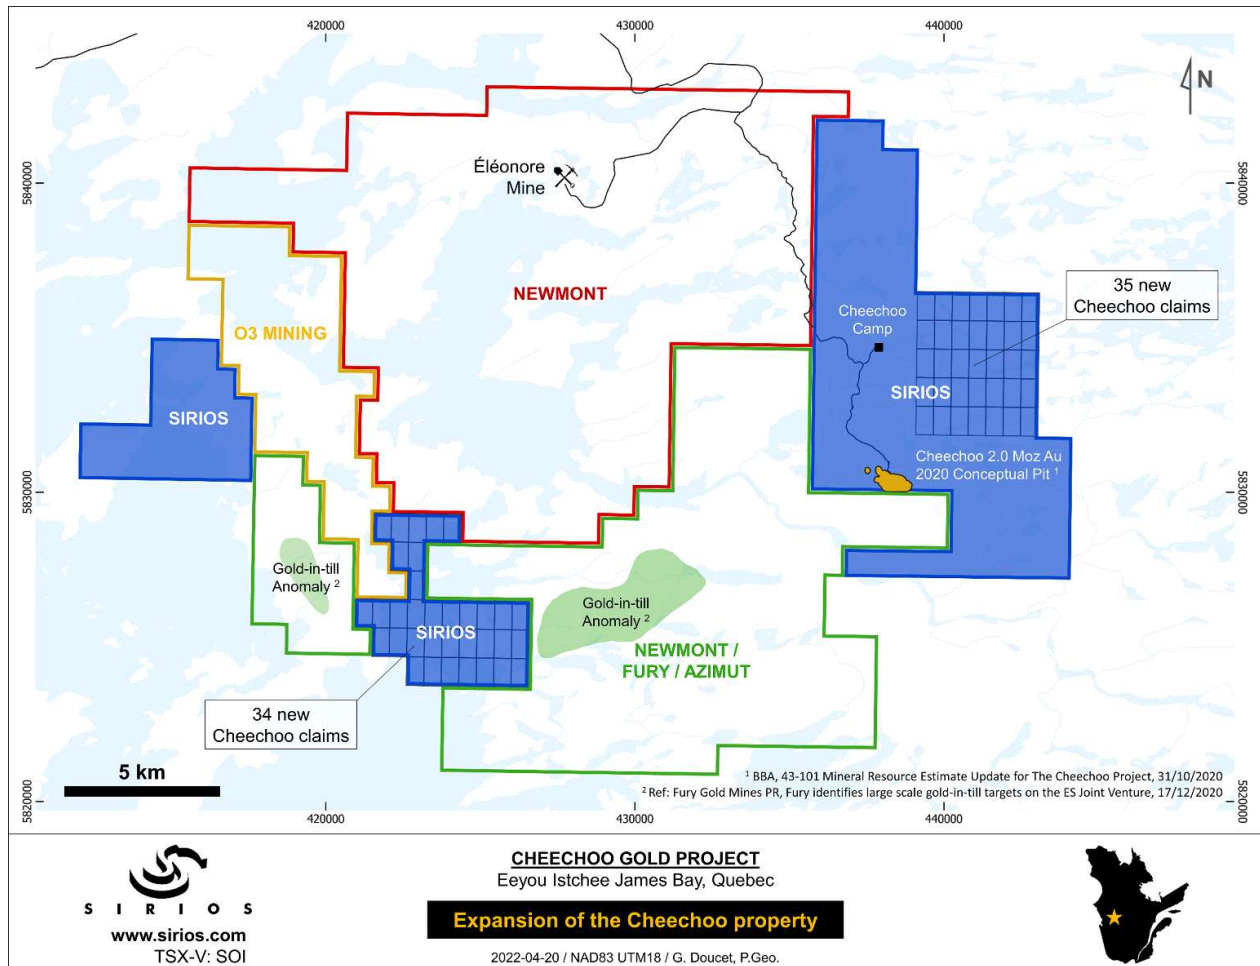 420000
430000
440000
N
5840000
5840000
Éléonore
Mine
NEWMONT
35 new
Cheechoo claims
Cheechoo
Camp
O3 MINING
SIRIOS
SIRIOS
Cheechoo 2.0 Moz Au
2020 Conceptual Pit 1
5830000
5830000
Gold-in-till
Anomaly 2
Gold-in-till
Anomaly 2
SIRIOS
NEWMONT /
FURY / AZIMUT
34 new
Cheechoo claims
5 km
1 BBA, 43-101 Mineral Resource Estimate Update for The Cheechoo Project, 31/10/2020
2 Ref: Fury Gold Mines PR, Fury identifies large scale gold-in-till targets on the ES Joint Venture, 17/12/2020
5820000
5820000
420000
430000
440000
SIRIOS
www.sirios.com
TSX-V: SOI
CHEECHOO GOLD PROJECT
Eeyou Istchee James Bay, Quebec
Expansion of the Cheechoo property
2022-04-20 / NAD83 UTM18 / G. Doucet, P.Geo.